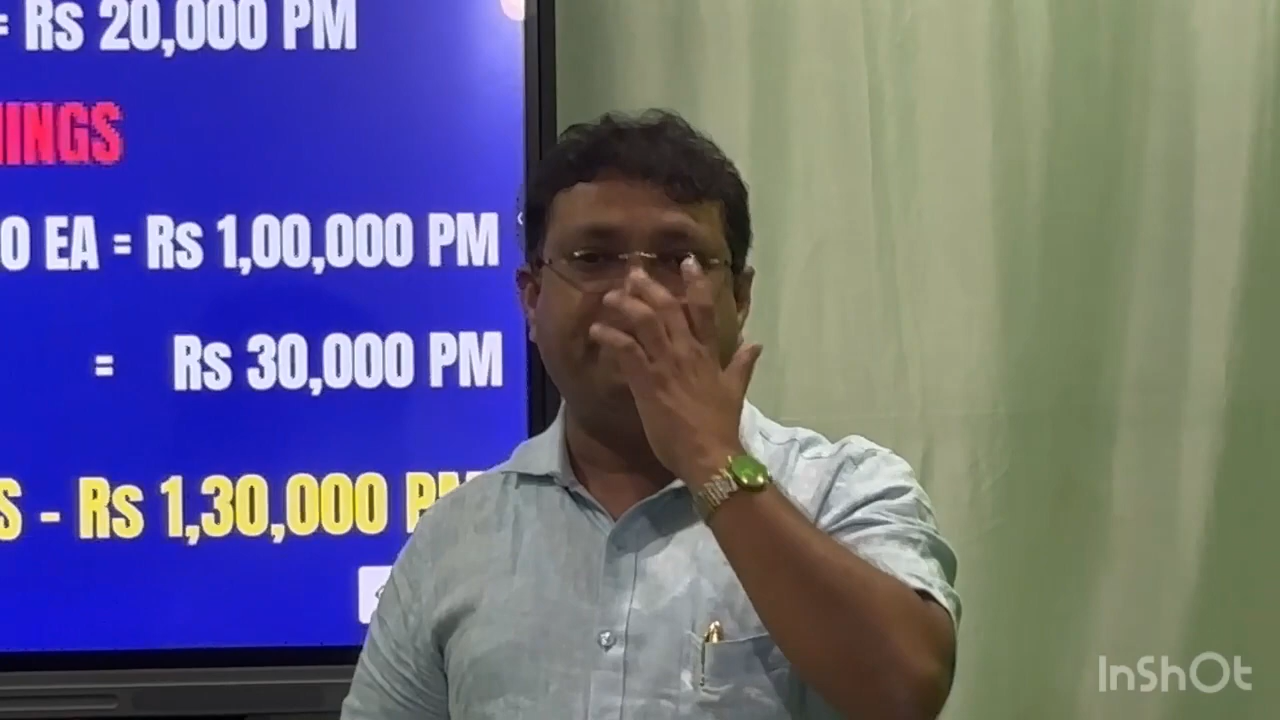 = Rs 20,000 PM
INGS
0 EA = Rs 1,00,000 PM
= Rs 30,000 PM
S - Rs 1,30,000 P
InShOt